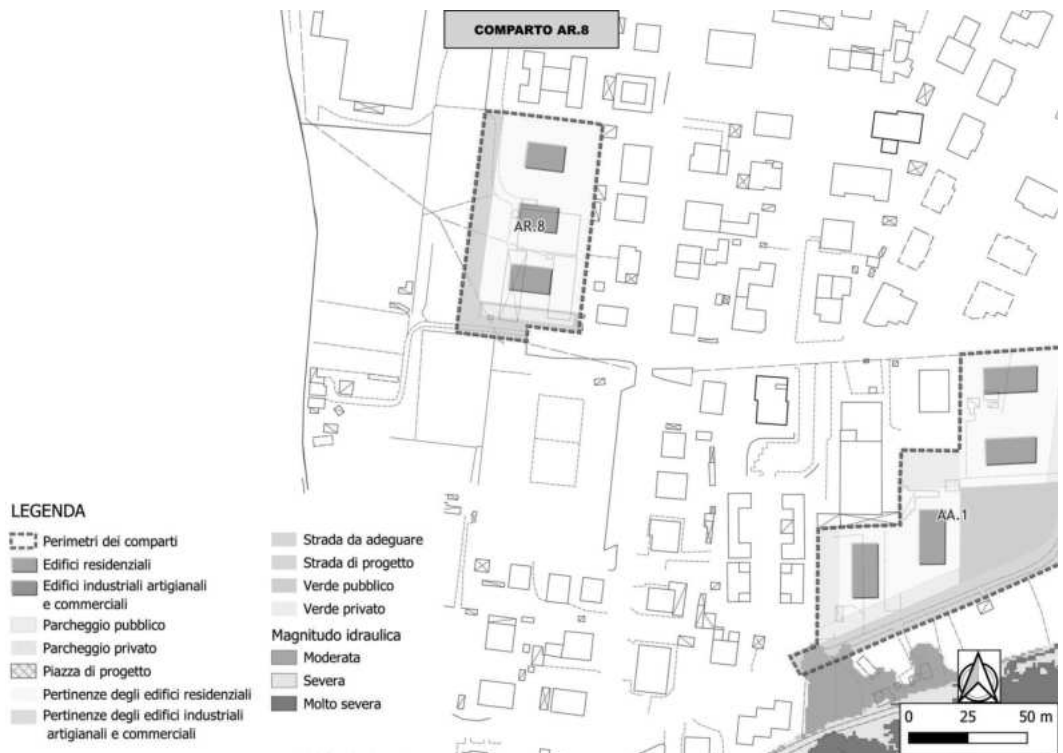 COMPARTO AR.8
AR.8
AA.1
LEGENDA
Perimetri dei comparti
Edifici residenziali
Edifici industriali artigianali
e commerciali
Parcheggio pubblico
Parcheggio privato
Piazza di progetto
Pertinenze degli edifici residenziali
Pertinenze degli edifici industriali
artigianali e commerciali
Strada da adeguare
Strada di progetto
Verde pubblico
Verde privato
Magnitudo idraulica
Moderata
Severa
Molto severa
0 25 50 m